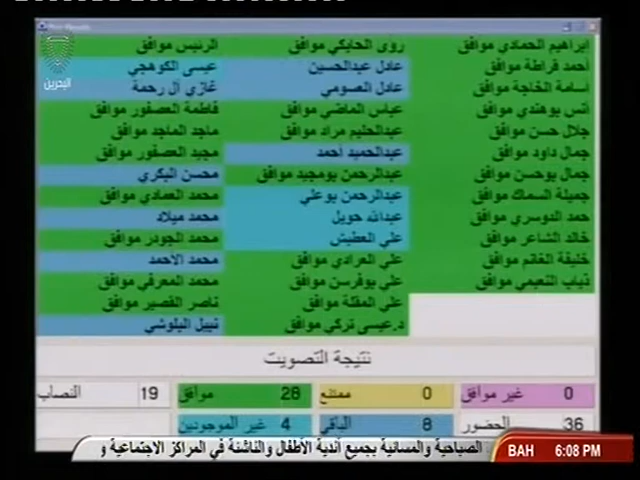 إبراهيم الحمادي موافق
أحمد قراطة موافق
أسامة الخاجة موافق
أنس بوهندي موافق
جلال حسن موافق
جمال داود موافق
جمال بوحسن موافق
جميلة السماك موافق
حمد الدوسري موافق
خالد الشاعر موافق
خليفة الغانم موافق
ذياب النعيمي موافق
رؤى الحايكي موافق
عادل عبدالحسين
عادل العسومي
عباس الماضي موافق
عبدالحليم مراد موافق
عبدالحميد أحمد
عبدالرحمن بومجيد موافق
عبدالرحمن بوعلي
عبدالله حويل
علي العطيش
علي العرادي موافق
علي بوفرسن موافق
علي المقلة موافق
د.عيسى تركي موافق
الرئيس موافق
عيسى الكوهجي
غازي آل رحمة
فاطمة العصفور موافق
ماجد الماجد موافق
مجيد العصفور موافق
محسن البكري
محمد العمادي موافق
محمد ميلاد
محمد الجودر موافق
محمد الأحمد
محمد المعرفي موافق
ناصر القصير موافق
نبيل البلوشي
البحرين
نتيجة التصويت
غير موافق 0
ممتنع 0
موافق 28
النصاب 19
الحضور 36
الباقي 8
غير الموجودين 4
الصباحية والمسائية بجميع أندية الأطفال والناشئة في المراكز الاجتماعية و
BAH 6:08 PM